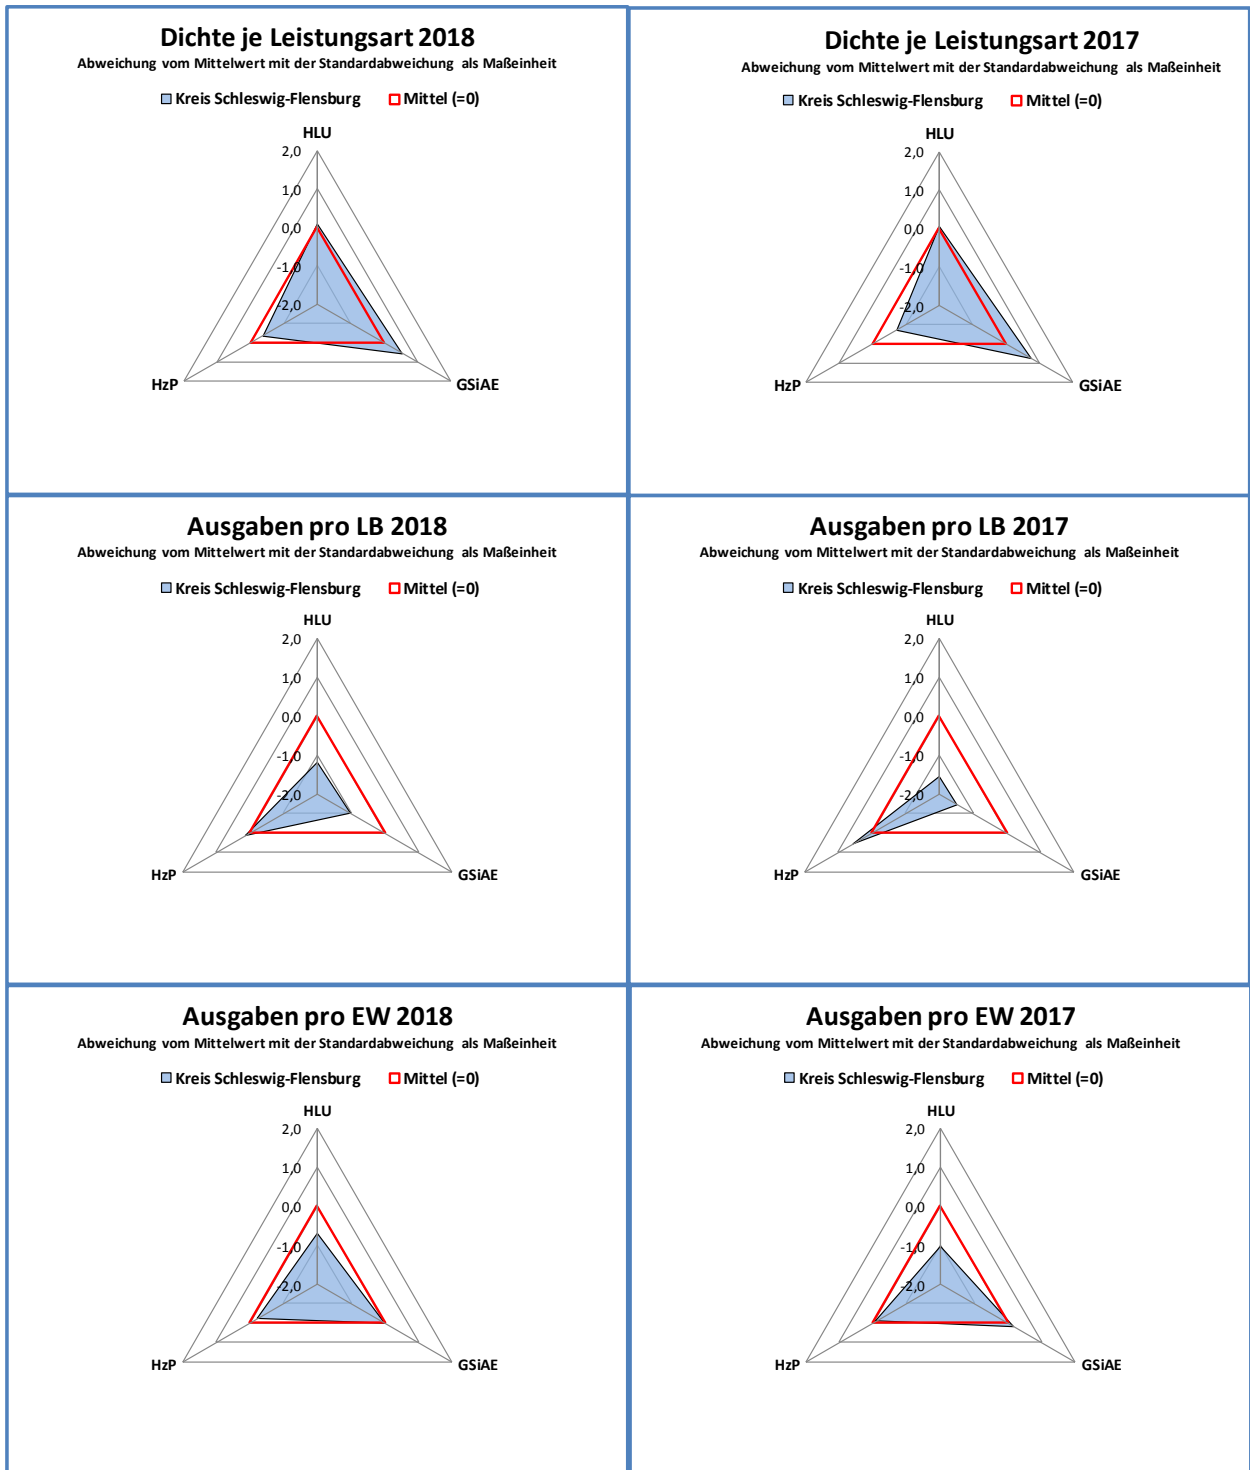 Dichte je Leistungsart 2018
Abweichung vom Mittelwert mit der Standardabweichung als Maßeinheit
Kreis Schleswig-Flensburg Mittel (=0)
HLU
2,0
1,0
0,0
-1,0
-2,0
HzP GSiAE
Dichte je Leistungsart 2017
Abweichung vom Mittelwert mit der Standardabweichung als Maßeinheit
Kreis Schleswig-Flensburg Mittel (=0)
HLU
2,0
1,0
0,0
-1,0
-2,0
HzP GSiAE
Ausgaben pro LB 2018
Abweichung vom Mittelwert mit der Standardabweichung als Maßeinheit
Kreis Schleswig-Flensburg Mittel (=0)
HLU
2,0
1,0
0,0
-1,0
-2,0
HzP GSiAE
Ausgaben pro LB 2017
Abweichung vom Mittelwert mit der Standardabweichung als Maßeinheit
Kreis Schleswig-Flensburg Mittel (=0)
HLU
2,0
1,0
0,0
-1,0
-2,0
HzP GSiAE
Ausgaben pro EW 2018
Abweichung vom Mittelwert mit der Standardabweichung als Maßeinheit
Kreis Schleswig-Flensburg Mittel (=0)
HLU
2,0
1,0
0,0
-1,0
-2,0
HzP GSiAE
Ausgaben pro EW 2017
Abweichung vom Mittelwert mit der Standardabweichung als Maßeinheit
Kreis Schleswig-Flensburg Mittel (=0)
HLU
2,0
1,0
0,0
-1,0
-2,0
HzP GSiAE